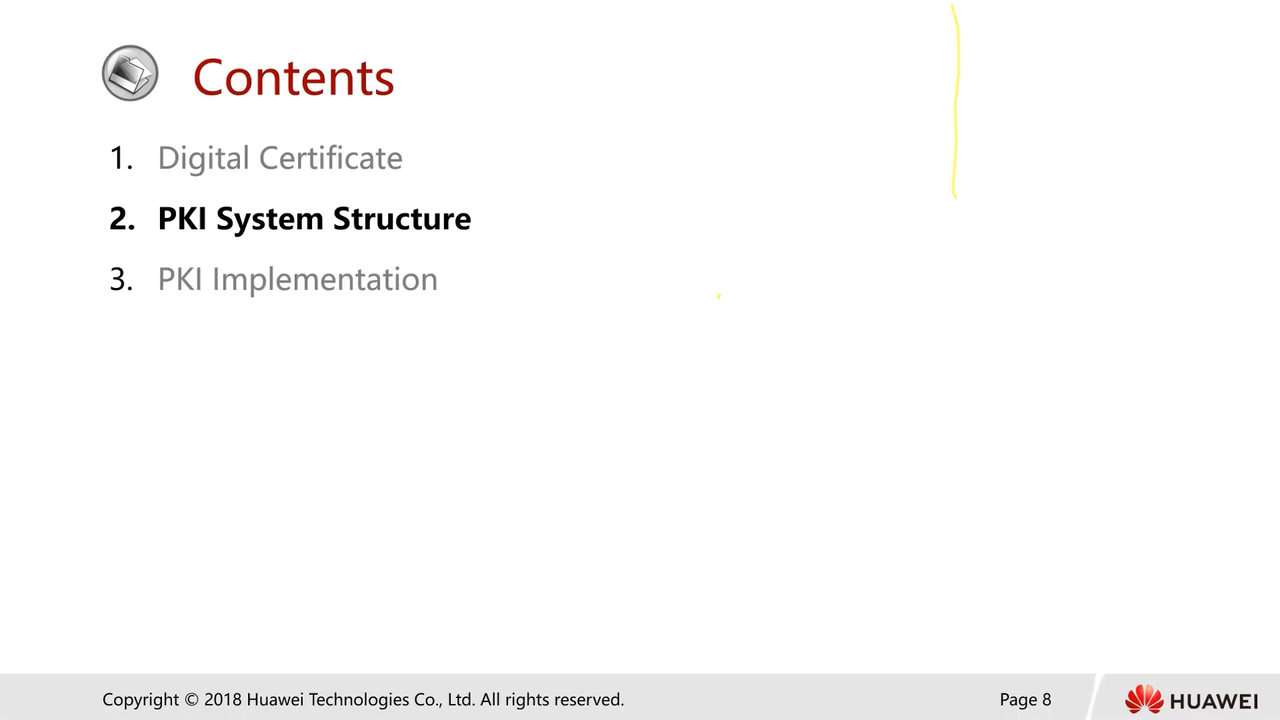 Contents
1. Digital Certificate
2. PKI System Structure
3. PKI Implementation
Copyright © 2018 Huawei Technologies Co., Ltd. All rights reserved.
Page 8
HUAWEI